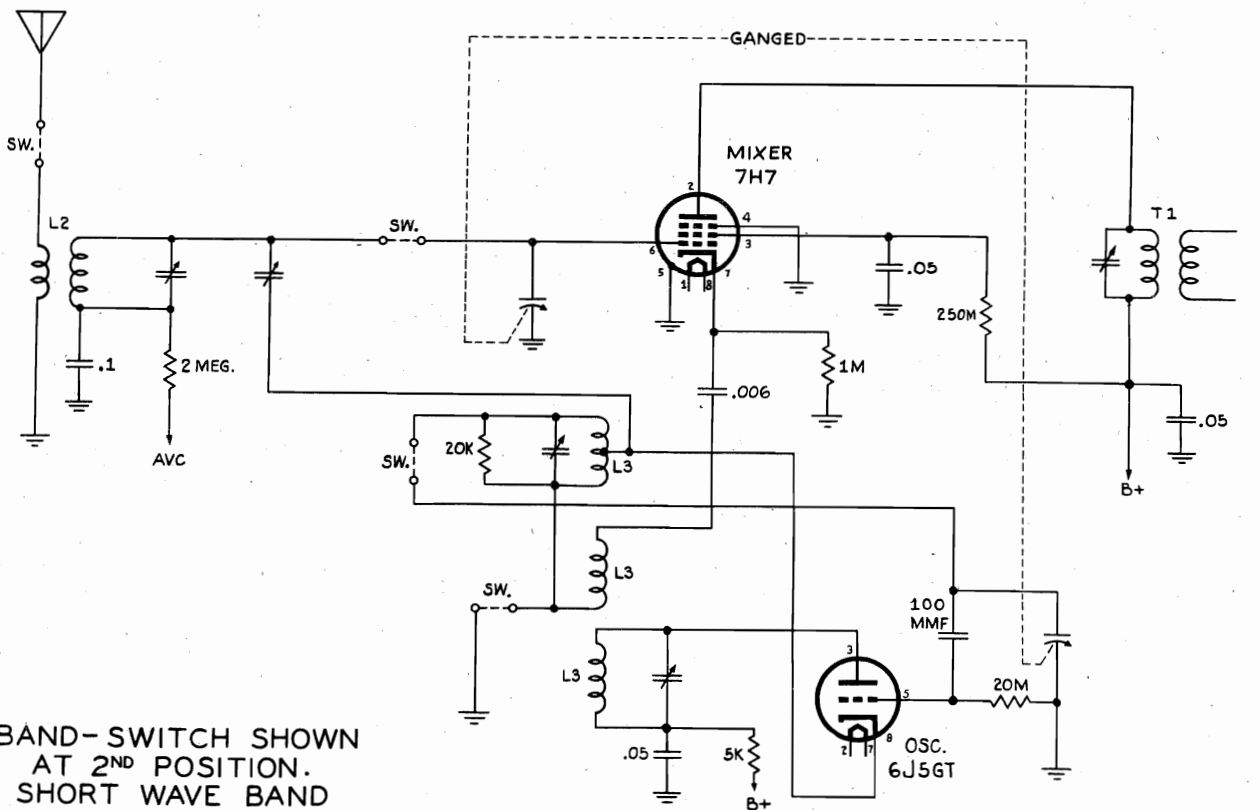 GANGED
SW.
MIXER
7H7
2
L2
SW.
4
3
6
5
1
8
7
T1
.05
250M
.1
2 MEG.
1M
.006
.05
AVC
20K
SW.
L3
B+
L3
SW.
100
MMF
3
L3
5
20M
.05
5K
2
7
8
OSC.
6J5GT
B+
BAND-SWITCH SHOWN
AT 2ND POSITION.
SHORT WAVE BAND